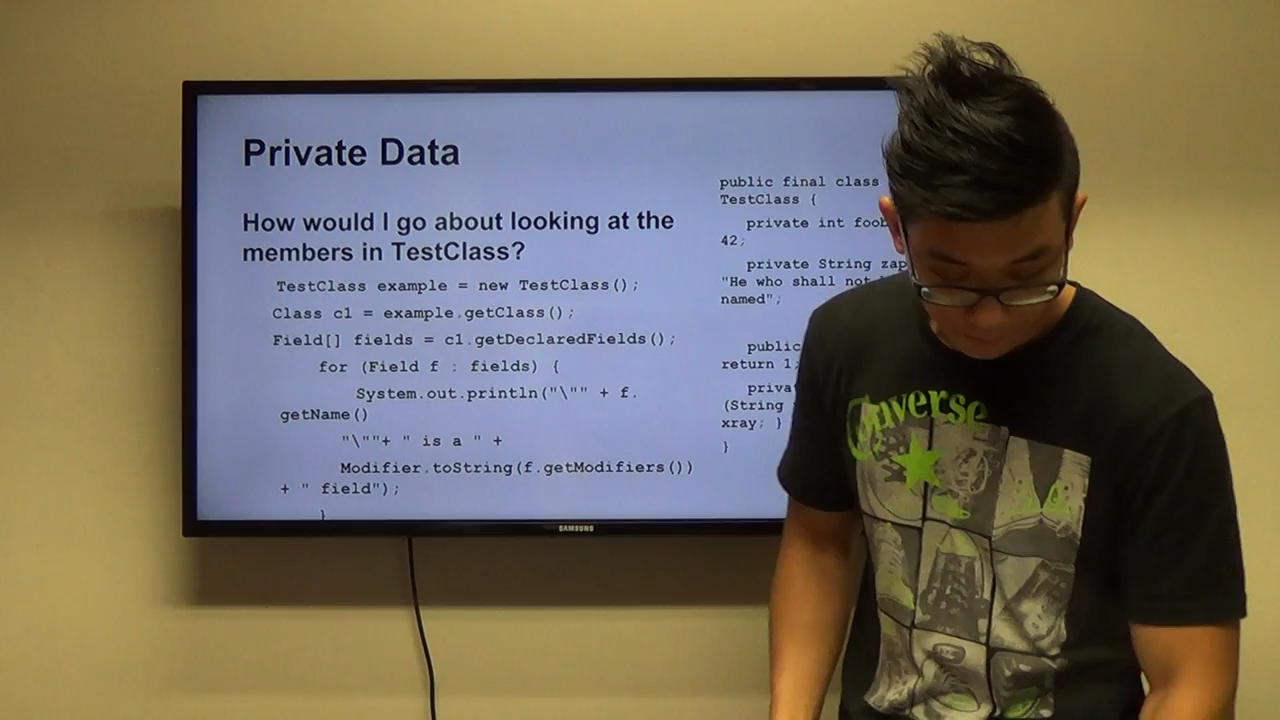 Private Data
How would I go about looking at the
members in TestClass?
TestClass example = new TestClass();
Class c1 = example.getClass();
Field[] fields = c1.getDeclaredFields();
for (Field f : fields) {
System.out.println("\"" + f.
getName()
"\""+ " is a " +
Modifier.toString(f.getModifiers())
+ " field");
}
public final class
TestClass {
private int
42;
private String
"He who shall not
named";
public
return 1;
(String
xray; }
}
SAMSUNG
Converse